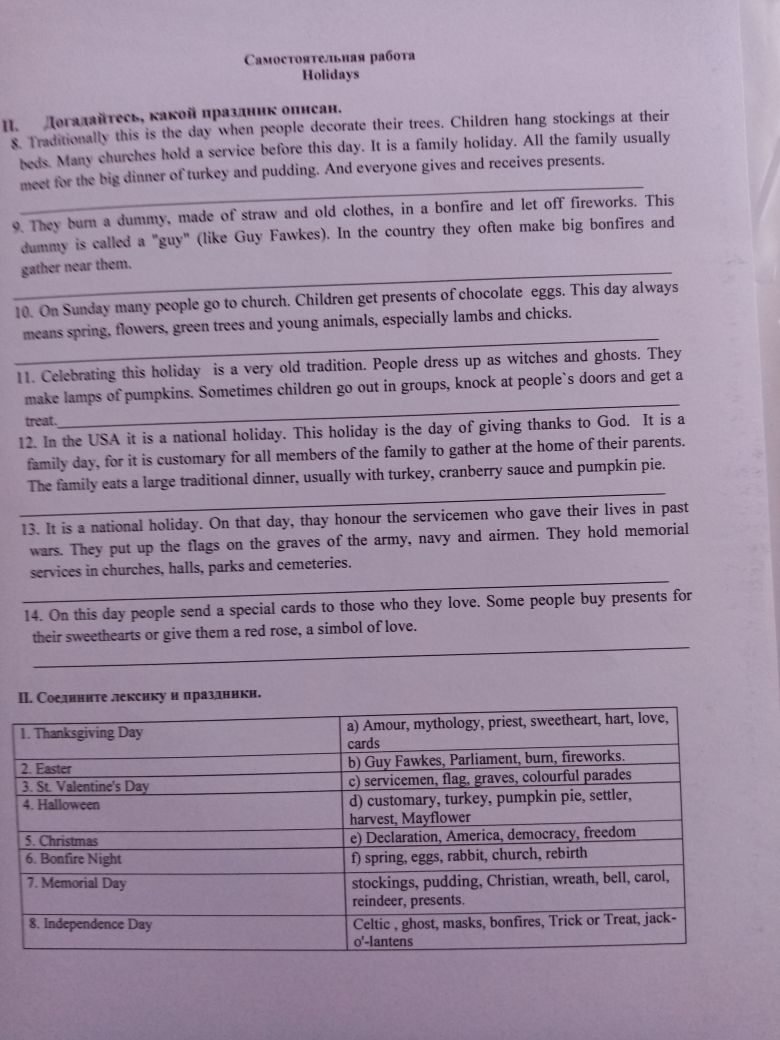 Самостоятельная работа
Holidays
II. Догадайтесь, какой праздник описан.
8. Traditionally this is the day when people decorate their trees. Children hang stockings at their
beds. Many churches hold a service before this day. It is a family holiday. All the family usually
meet for the big dinner of turkey and pudding. And everyone gives and receives presents.
9. They burn a dummy, made of straw and old clothes, in a bonfire and let off fireworks. This
dummy is called a "guy" (like Guy Fawkes). In the country they often make big bonfires and
gather near them.
10. On Sunday many people go to church. Children get presents of chocolate eggs. This day always
means spring, flowers, green trees and young animals, especially lambs and chicks.
11. Celebrating this holiday is a very old tradition. People dress up as witches and ghosts. They
make lamps of pumpkins. Sometimes children go out in groups, knock at people`s doors and get a
treat.
12. In the USA it is a national holiday. This holiday is the day of giving thanks to God. It is a
family day, for it is customary for all members of the family to gather at the home of their parents.
The family eats a large traditional dinner, usually with turkey, cranberry sauce and pumpkin pie.
13. It is a national holiday. On that day, thay honour the servicemen who gave their lives in past
wars. They put up the flags on the graves of the army, navy and airmen. They hold memorial
services in churches, halls, parks and cemeteries.
14. On this day people send a special cards to those who they love. Some people buy presents for
their sweethearts or give them a red rose, a simbol of love.
II. Соедините лексику и праздники.
1. Thanksgiving Day
a) Amour, mythology, priest, sweetheart, hart, love,
cards
2. Easter
b) Guy Fawkes, Parliament, burn, fireworks.
3. St. Valentine's Day
c) servicemen, flag, graves, colourful parades
4. Halloween
d) customary, turkey, pumpkin pie, settler,
harvest, Mayflower
5. Christmas
e) Declaration, America, democracy, freedom
6. Bonfire Night
f) spring, eggs, rabbit, church, rebirth
7. Memorial Day
stockings, pudding, Christian, wreath, bell, carol,
reindeer, presents.
8. Independence Day
Celtic , ghost, masks, bonfires, Trick or Treat, jack-
o'-lantens